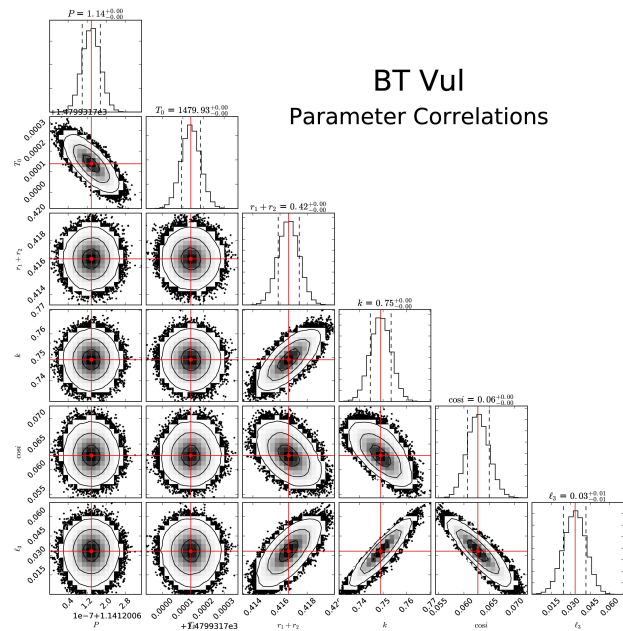 P = 1.14 +0.00 −0.00
BT Vul
Parameter Correlations
+1.4799317e3
T₀ = 1479.93 +0.00 −0.00
0.0003
0.0002
0.0001
0.0000
T₀
r₁ + r₂ = 0.42 +0.00 −0.00
0.420
0.418
0.416
0.414
r₁ + r₂
k = 0.75 +0.00 −0.00
0.77
0.76
0.75
0.74
k
cosi = 0.06 +0.00 −0.00
0.070
0.065
0.060
0.055
cosi
ℓ₃ = 0.03 +0.01 −0.01
0.060
0.045
0.030
0.015
ℓ₃
0.4 1.2 2.0 2.8 0.0000 0.0001 0.0002 0.0003 0.414 0.416 0.418 0.420 0.74 0.75 0.76 0.77 0.055 0.060 0.065 0.070 0.015 0.030 0.045 0.060
1e−7+1.1412006 +1.4799317e3
P r₁ + r₂ k cosi ℓ₃